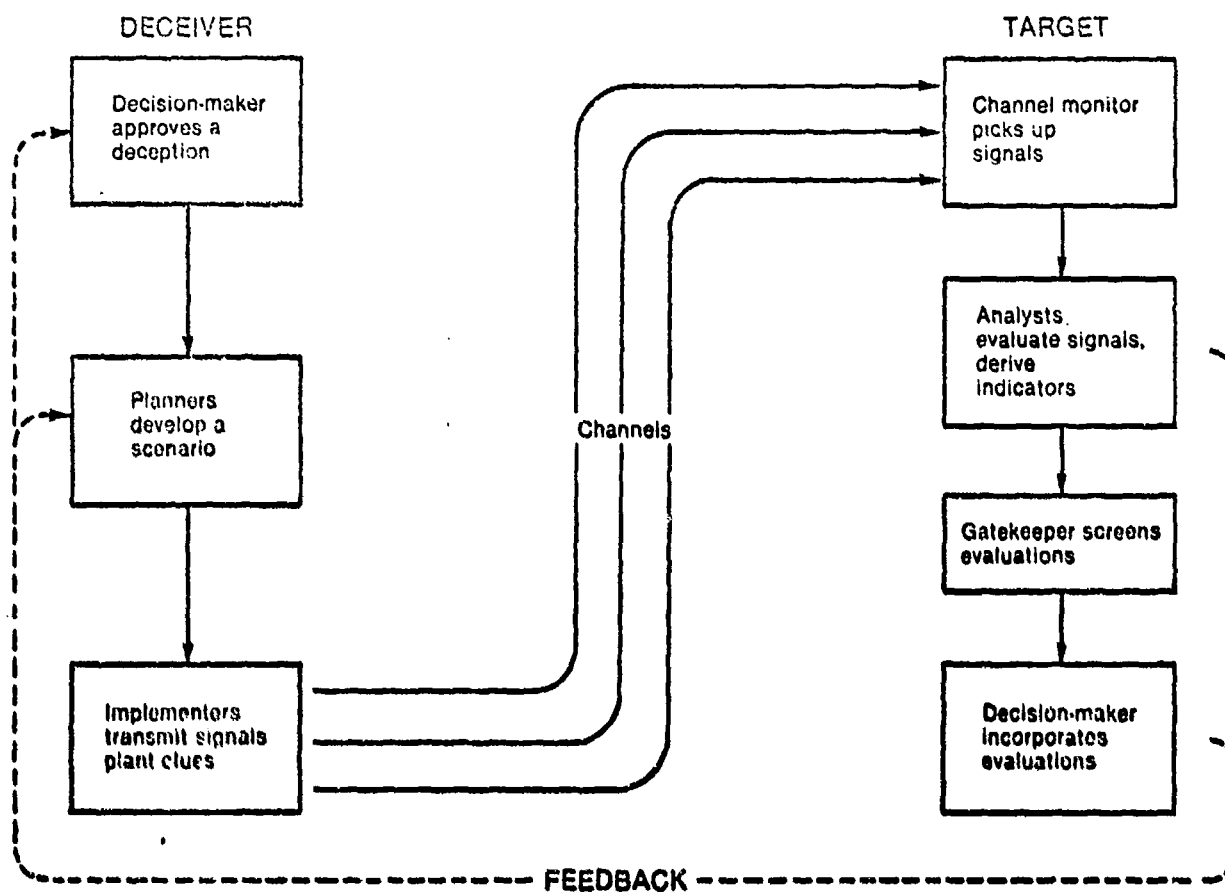 DECEIVER
Decision-maker
approves a
deception
Planners
develop a
scenario
Implementers
transmit signals
plant clues
Channels
TARGET
Channel monitor
picks up
signals
Analysts
evaluate signals,
derive
indicators
Gatekeeper screens
evaluations
Decision-maker
incorporates
evaluations
FEEDBACK